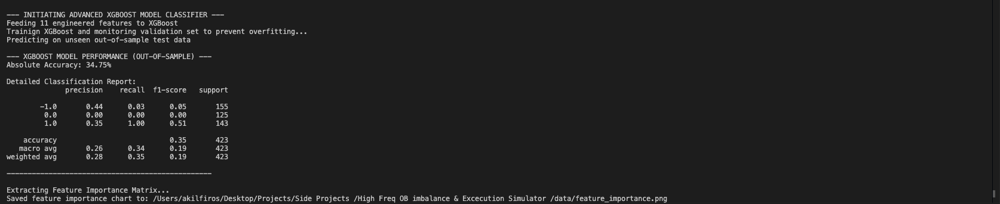 --- INITIATING ADVANCED XGBOOST MODEL CLASSIFIER ---
Feeding 11 engineered features to XGBoost
Trainign XGBoost and monitoring validation set to prevent overfitting...
Predicting on unseen out-of-sample test data
--- XGBOOST MODEL PERFORMANCE (OUT-OF-SAMPLE) ---
Absolute Accuracy: 34.75%
Detailed Classification Report:
              precision    recall  f1-score   support
        -1.0       0.44      0.03      0.05       155
         0.0       0.00      0.00      0.00       125
         1.0       0.35      1.00      0.51       143
    accuracy                           0.35       423
   macro avg       0.26      0.34      0.19       423
weighted avg       0.28      0.35      0.19       423
-------------------------------------------------
Extracting Feature Importance Matrix...
Saved feature importance chart to: /Users/akilfiros/Desktop/Projects/Side Projects /High Freq OB imbalance & Excecution Simulator /data/feature_importance.png